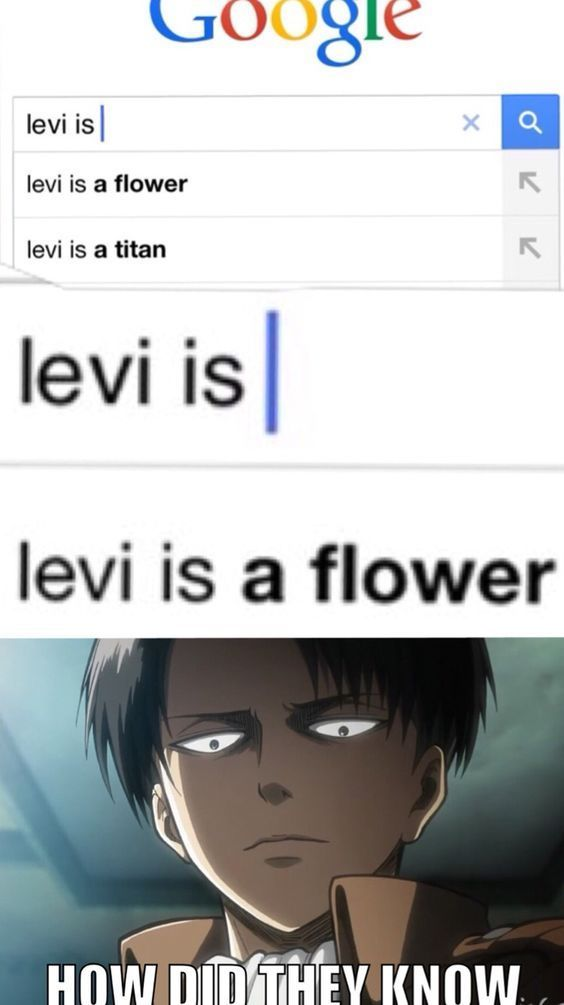 Google
levi is
levi is a flower
levi is a titan
levi is
levi is a flower
HOW DID THEY KNOW